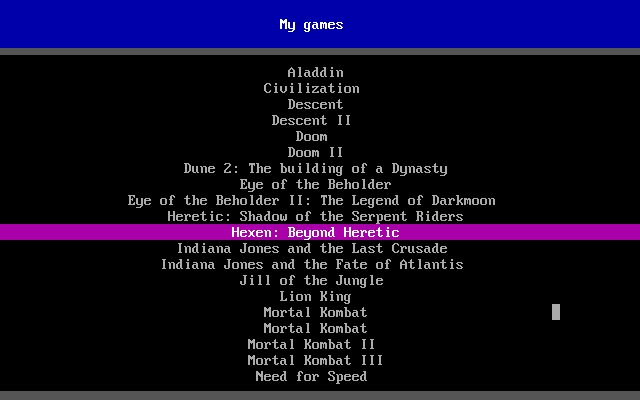 My games
Aladdin
Civilization
Descent
Descent II
Doom
Doom II
Dune 2: The building of a Dynasty
Eye of the Beholder
Eye of the Beholder II: The Legend of Darkmoon
Heretic: Shadow of the Serpent Riders
Hexen: Beyond Heretic
Indiana Jones and the Last Crusade
Indiana Jones and the Fate of Atlantis
Jill of the Jungle
Lion King
Mortal Kombat
Mortal Kombat
Mortal Kombat II
Mortal Kombat III
Need for Speed